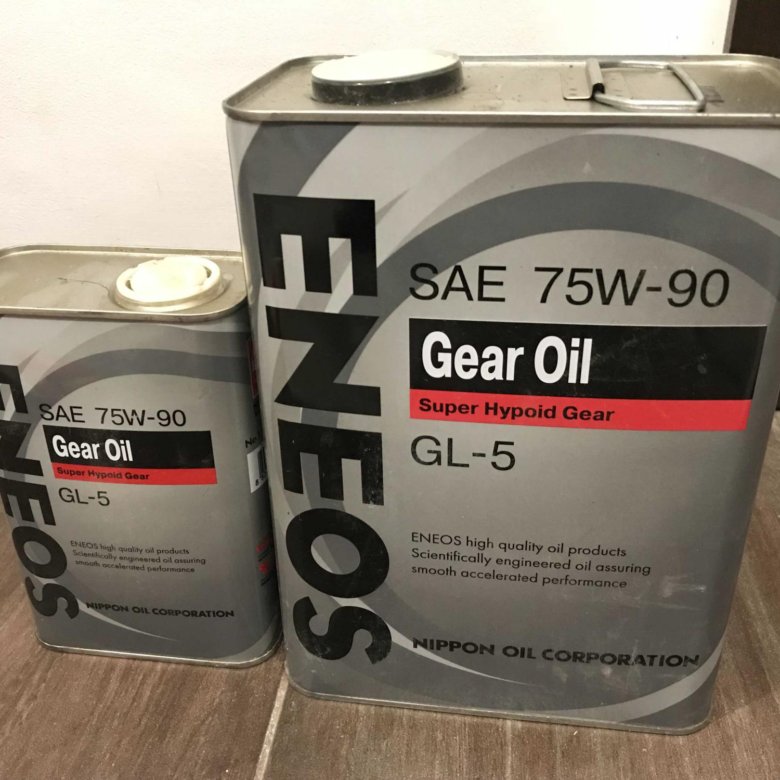 ENEOS
SAE 75W-90
Gear Oil
Super Hypoid Gear
GL-5
ENEOS high quality oil products
Scientifically engineered oil assuring
smooth accelerated performance
NIPPON OIL CORPORATION
ENEOS
SAE 75W-90
Gear Oil
Super Hypoid Gear
GL-5
ENEOS high quality oil products
Scientifically engineered oil assuring
smooth accelerated performance
NIPPON OIL CORPORATION